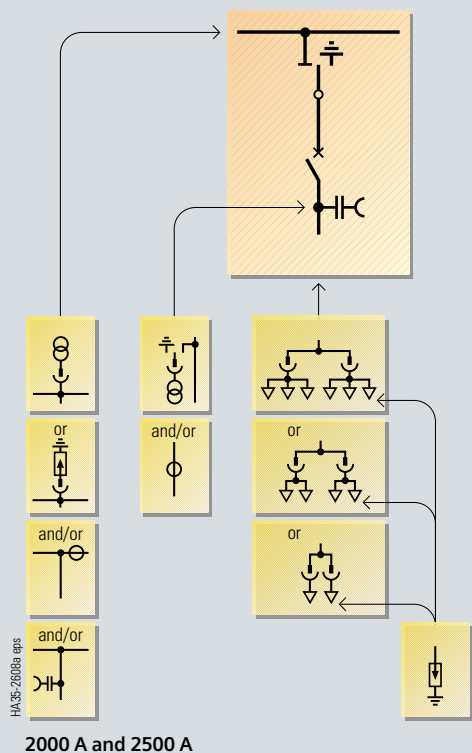 or
and/or
and/or
and/or
or
or
HA35-2608a eps
2000 A and 2500 A